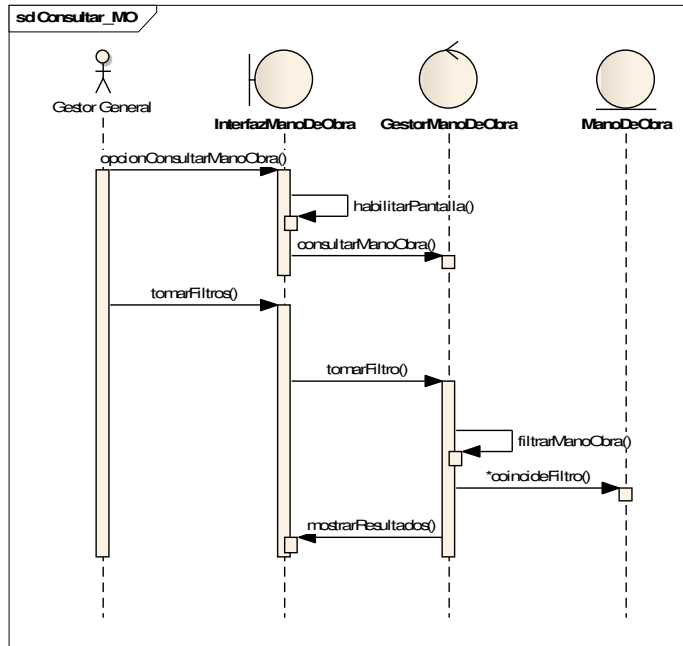 sd Consultar_MO
Gestor General
InterfazManoDeObra
GestorManoDeObra
ManoDeObra
opcionConsultarManoObra()
habilitarPantalla()
consultarManoObra()
tomarFiltros()
tomarFiltro()
filtrarManoObra()
*coincideFiltro()
mostrarResultados()